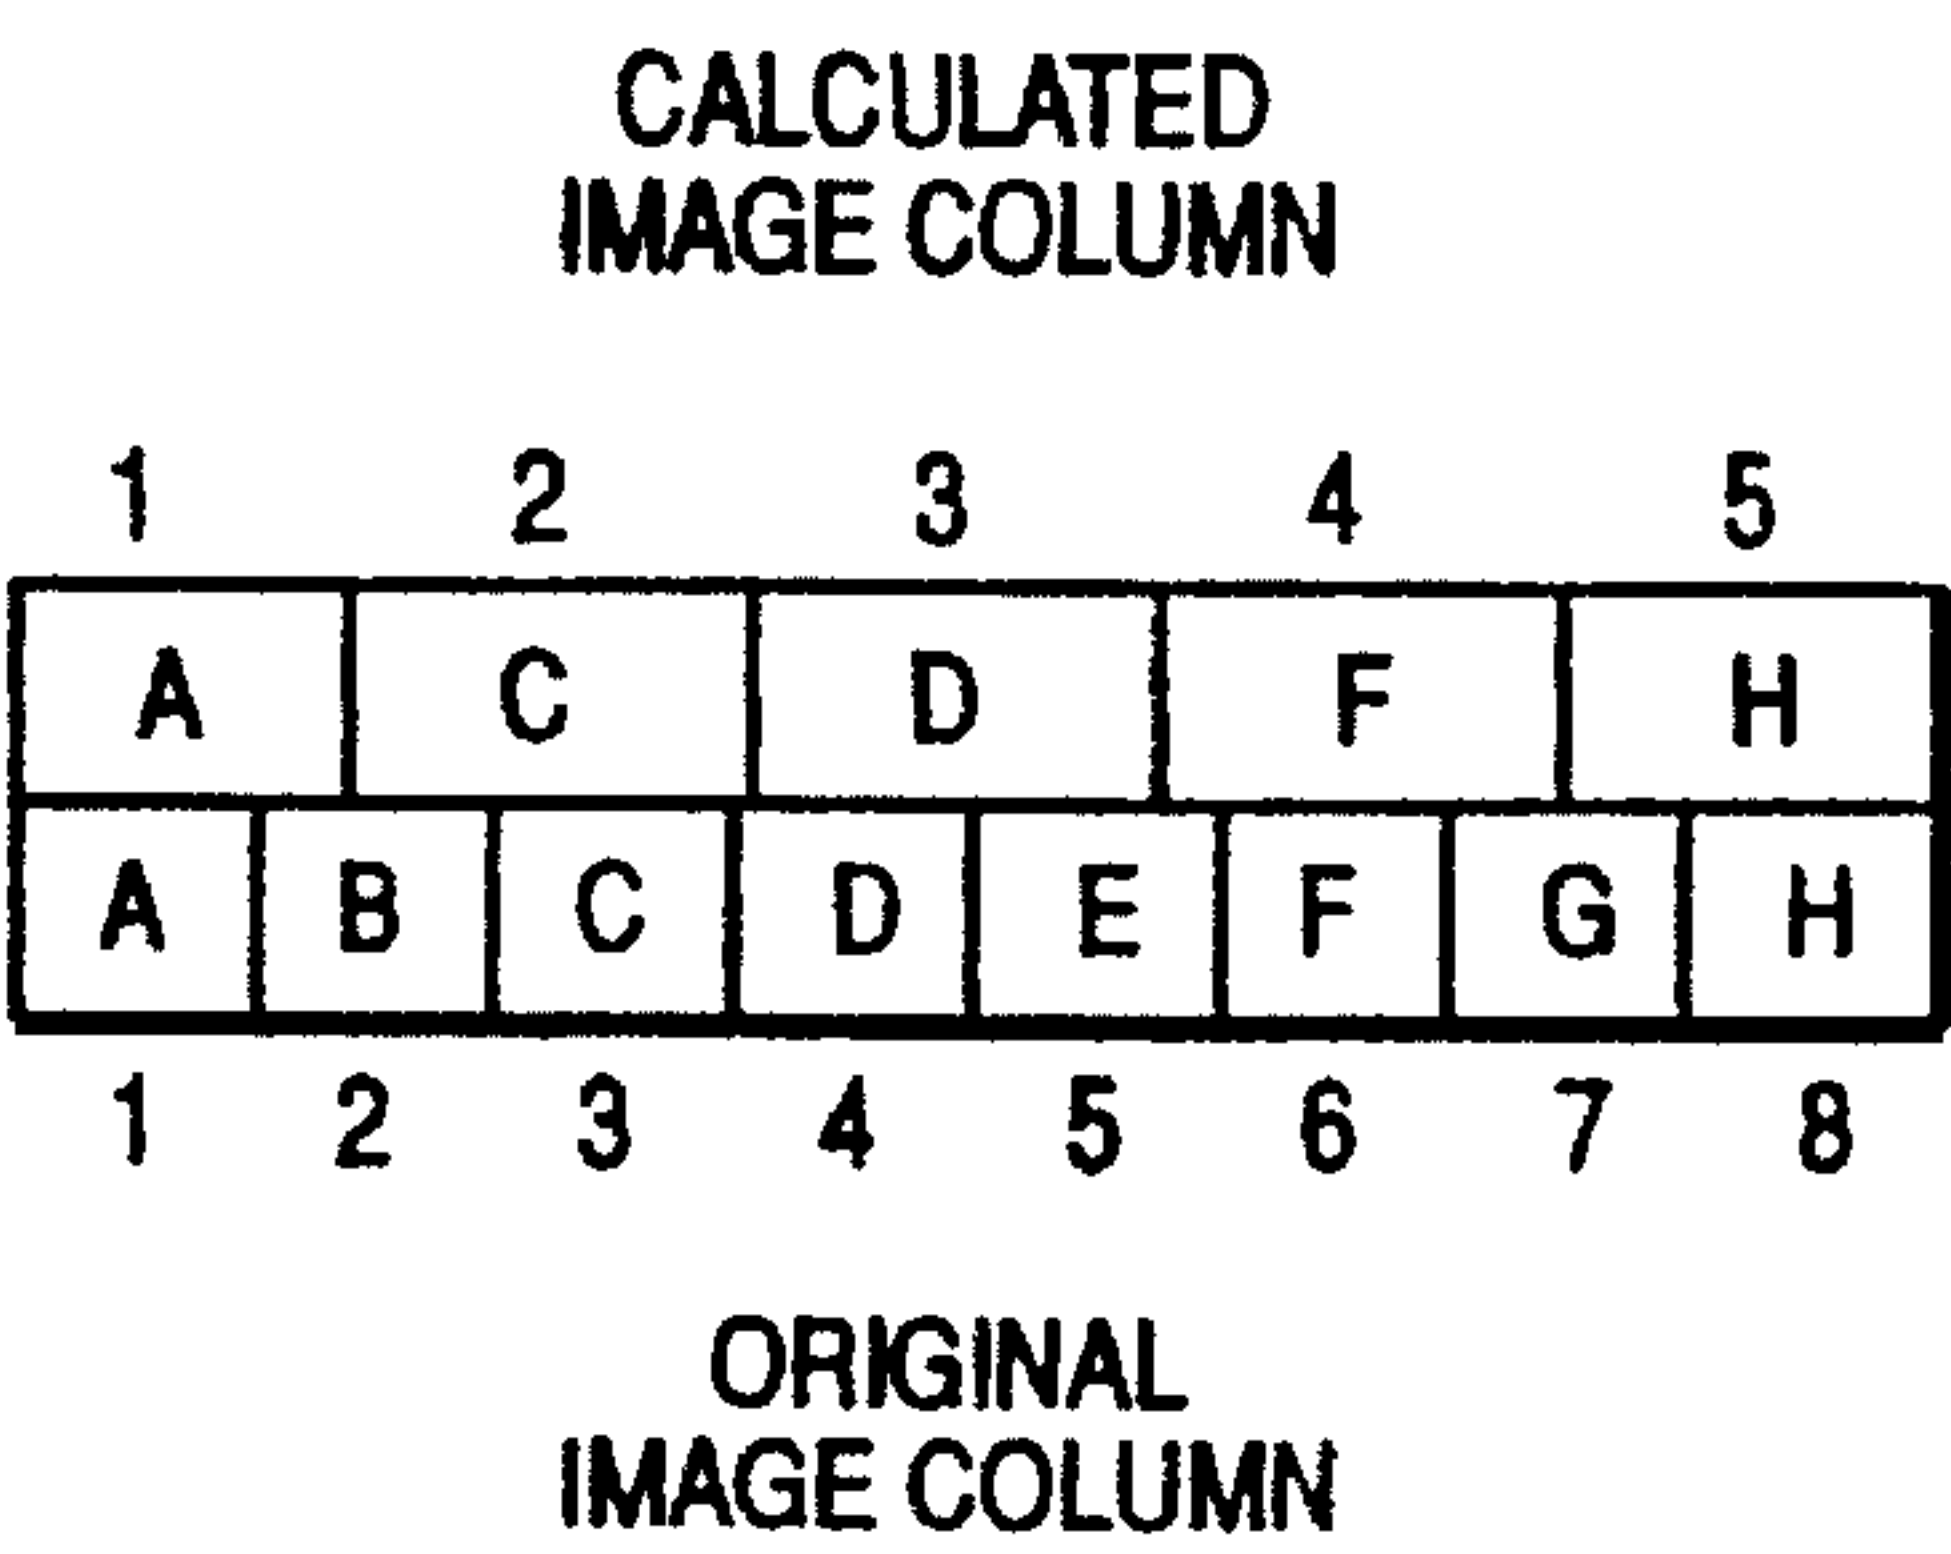 CALCULATED
IMAGE COLUMN
1 2 3 4 5
A C D F H
A B C D E F G H
1 2 3 4 5 6 7 8
ORIGINAL
IMAGE COLUMN